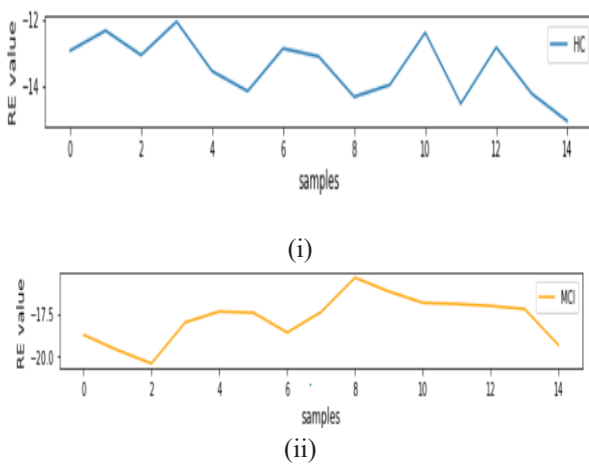 −12
−14
RE value
HC
0 2 4 6 8 10 12 14
samples
(i)
−17.5
−20.0
RE value
MCI
0 2 4 6 8 10 12 14
samples
(ii)